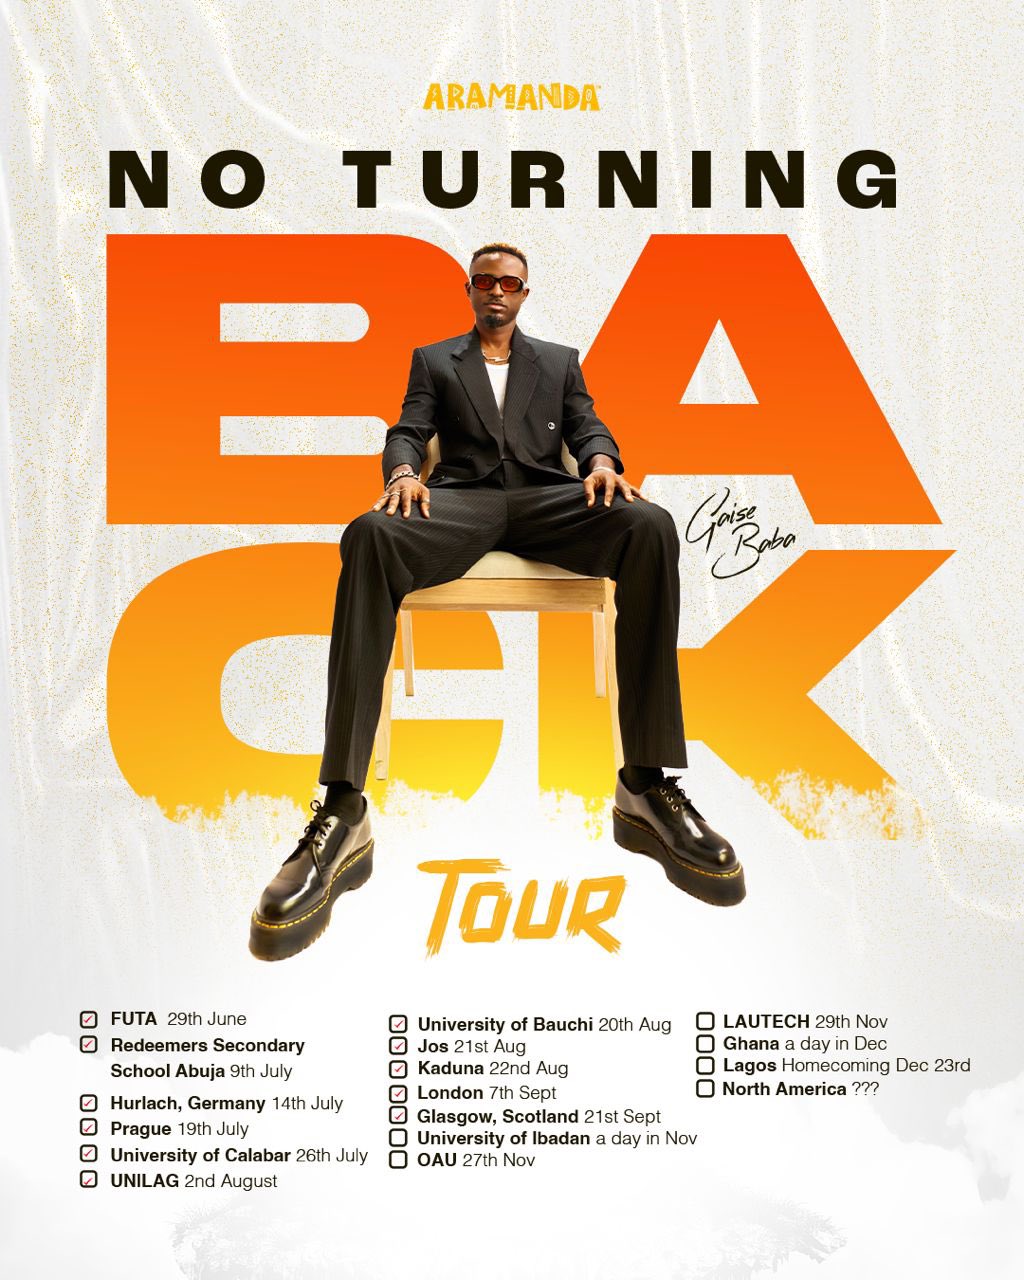 ARAMANDA
NO TURNING
BA
CK
Gaise
Baba
TOUR
FUTA 29th June
Redeemers Secondary
School Abuja 9th July
Hurlach, Germany 14th July
Prague 19th July
University of Calabar 26th July
UNILAG 2nd August
University of Bauchi 20th Aug
Jos 21st Aug
Kaduna 22nd Aug
London 7th Sept
Glasgow, Scotland 21st Sept
University of Ibadan a day in Nov
OAU 27th Nov
LAUTECH 29th Nov
Ghana a day in Dec
Lagos Homecoming Dec 23rd
North America ???